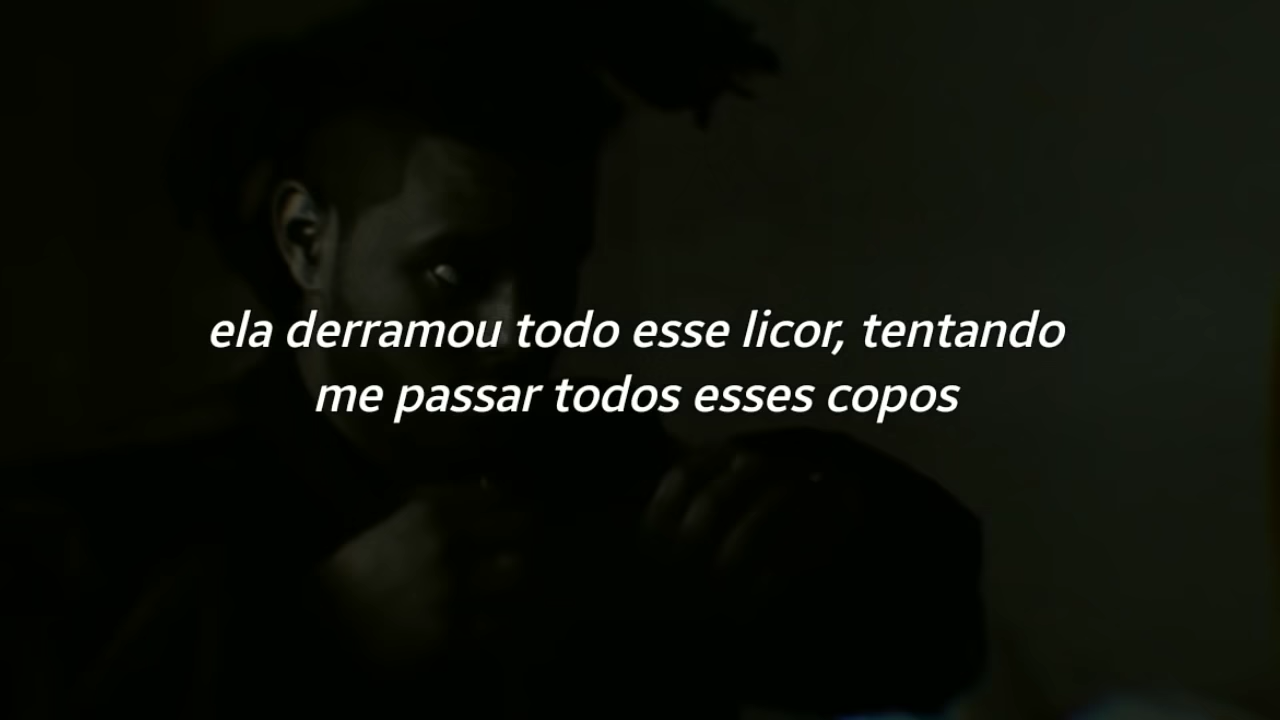 ela derramou todo esse licor, tentando
me passar todos esses copos